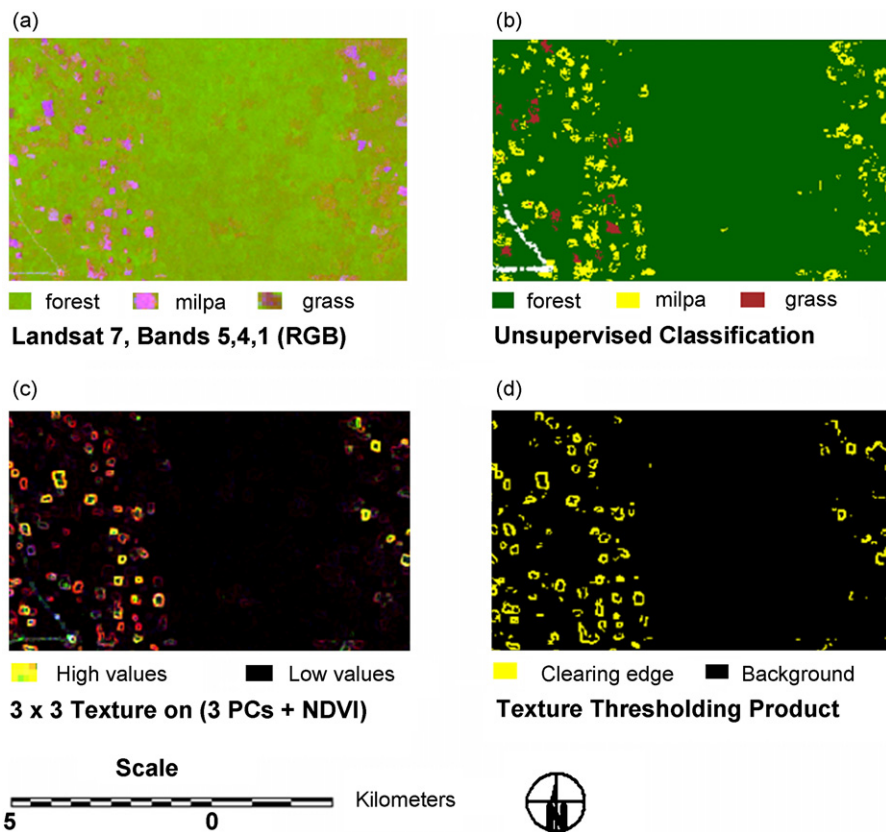 (a)
(b)
forest milpa grass
forest milpa grass
Landsat 7, Bands 5,4,1 (RGB)
Unsupervised Classification
(c)
(d)
High values Low values
Clearing edge Background
3 x 3 Texture on (3 PCs + NDVI)
Texture Thresholding Product
Scale
Kilometers
5 0
N